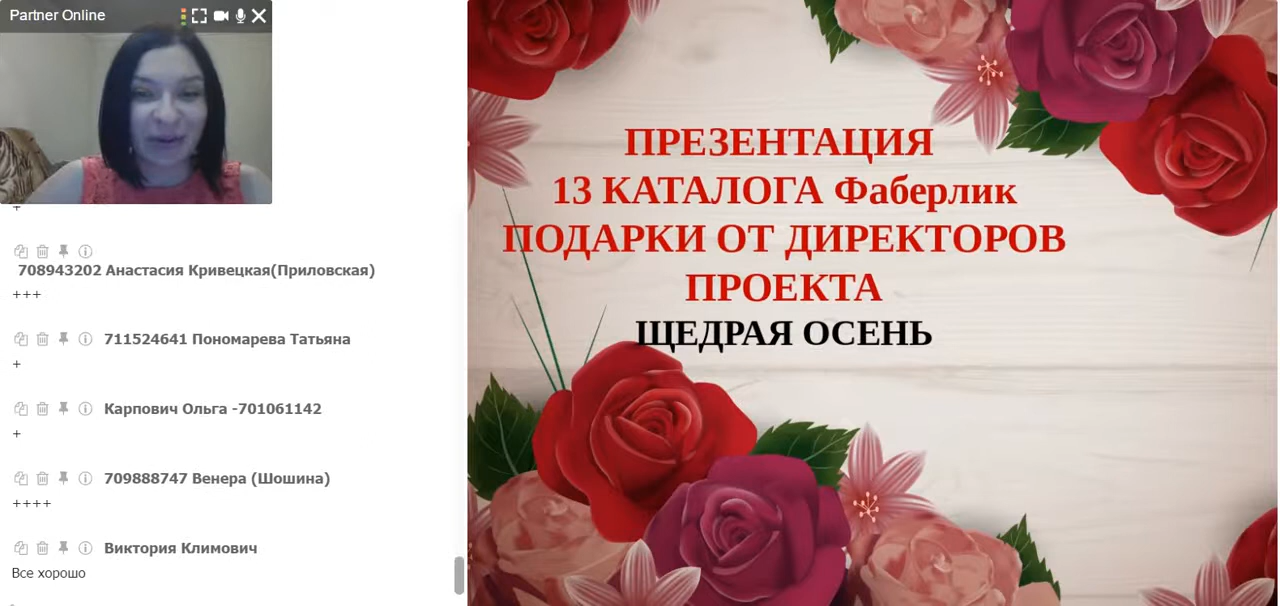 Partner Online
+
708943202 Анастасия Кривецкая(Приловская)
+++
711524641 Пономарева Татьяна
+
Карпович Ольга -701061142
+
709888747 Венера (Шошина)
++++
Виктория Климович
Все хорошо
ПРЕЗЕНТАЦИЯ
13 КАТАЛОГА Фаберлик
ПОДАРКИ ОТ ДИРЕКТОРОВ
ПРОЕКТА
ЩЕДРАЯ ОСЕНЬ